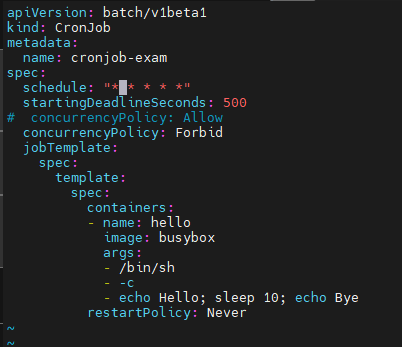 apiVersion: batch/v1beta1
kind: CronJob
metadata:
  name: cronjob-exam
spec:
  schedule: "* * * * *"
  startingDeadlineSeconds: 500
#  concurrencyPolicy: Allow
  concurrencyPolicy: Forbid
  jobTemplate:
    spec:
      template:
        spec:
          containers:
          - name: hello
            image: busybox
            args:
            - /bin/sh
            - -c
            - echo Hello; sleep 10; echo Bye
          restartPolicy: Never
~
~